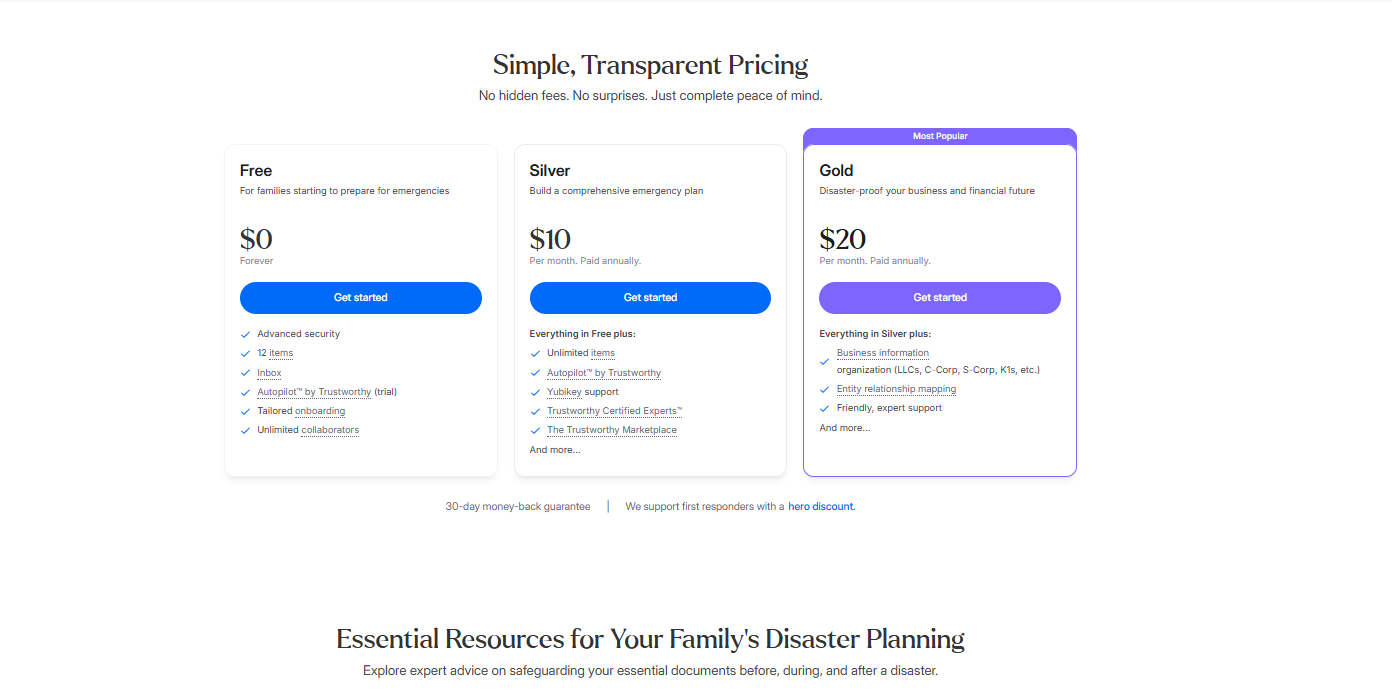 Simple, Transparent Pricing
No hidden fees. No surprises. Just complete peace of mind.
Free
For families starting to prepare for emergencies
$0
Forever
Get started
Advanced security
12 items
Inbox
Autopilot™ by Trustworthy (trial)
Tailored onboarding
Unlimited collaborators
Silver
Build a comprehensive emergency plan
$10
Per month. Paid annually.
Get started
Everything in Free plus:
Unlimited items
Autopilot™ by Trustworthy
Yubikey support
Trustworthy Certified Experts™
The Trustworthy Marketplace
And more...
Most Popular
Gold
Disaster-proof your business and financial future
$20
Per month. Paid annually.
Get started
Everything in Silver plus:
Business information
organization (LLCs, C-Corp, S-Corp, K1s, etc.)
Entity relationship mapping
Friendly, expert support
And more...
30-day money-back guarantee | We support first responders with a hero discount.
Essential Resources for Your Family's Disaster Planning
Explore expert advice on safeguarding your essential documents before, during, and after a disaster.